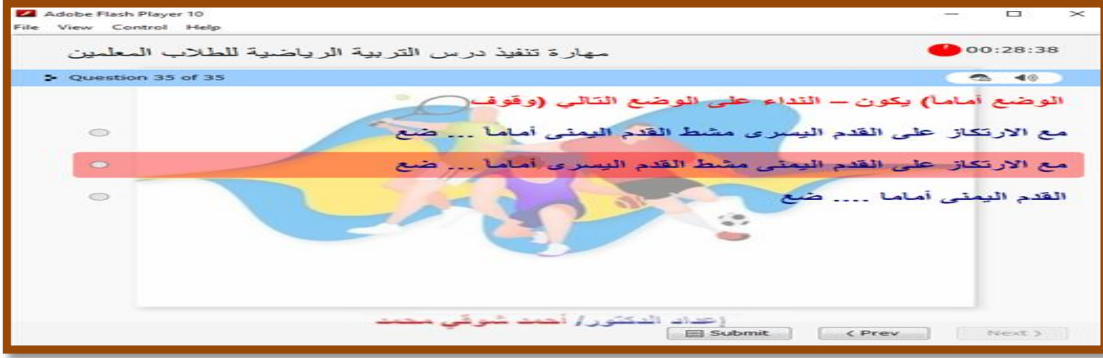 Adobe Flash Player 10
File View Control Help
مهارة تنفيذ درس التربية الرياضية للطلاب المعلمين
00:28:38
Question 35 of 35
الوضع أماماً) يكون – النداء على الوضع التالي (وقوف
مع الارتكاز على القدم اليسرى مشط القدم اليمنى أماماً ... ضع
مع الارتكاز على القدم اليمنى مشط القدم اليسرى أماماً ... ضع
القدم اليمنى أماما .... ضع
إعداد الدكتور/ أحمد شوقي محمد
Submit
< Prev
Next >